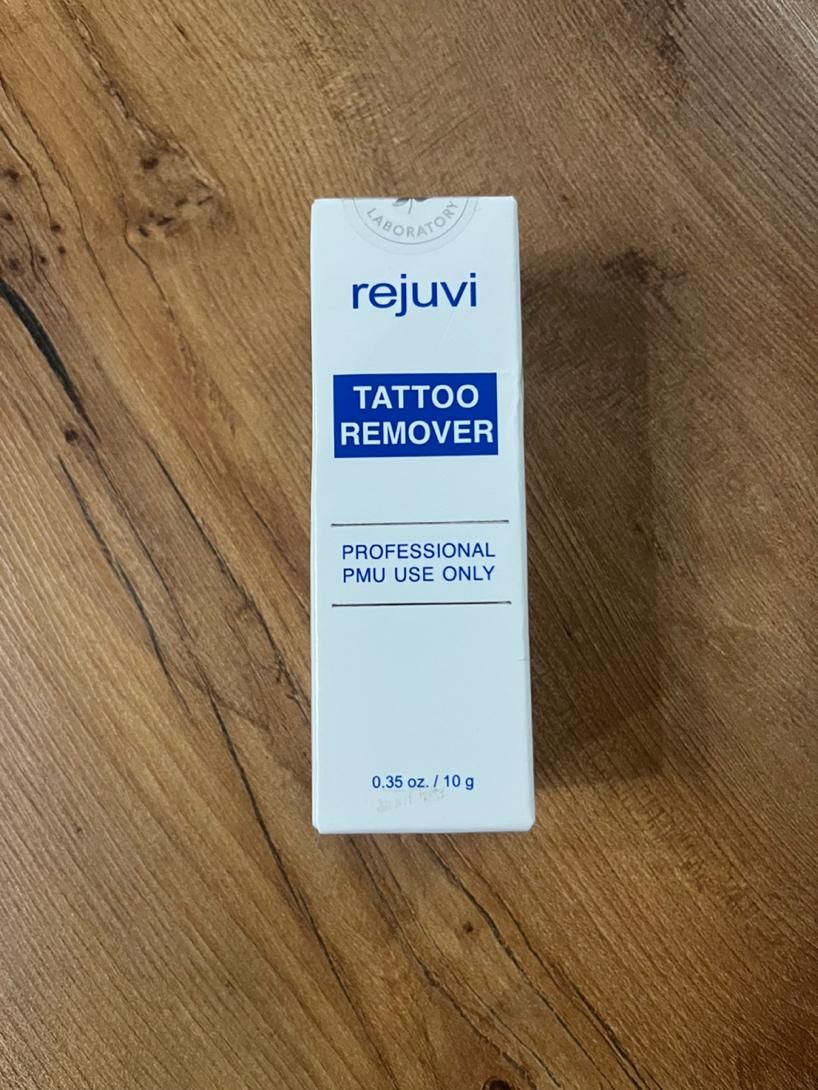 LABORATORY
rejuvi
TATTOO
REMOVER
PROFESSIONAL
PMU USE ONLY
0.35 oz. / 10 g